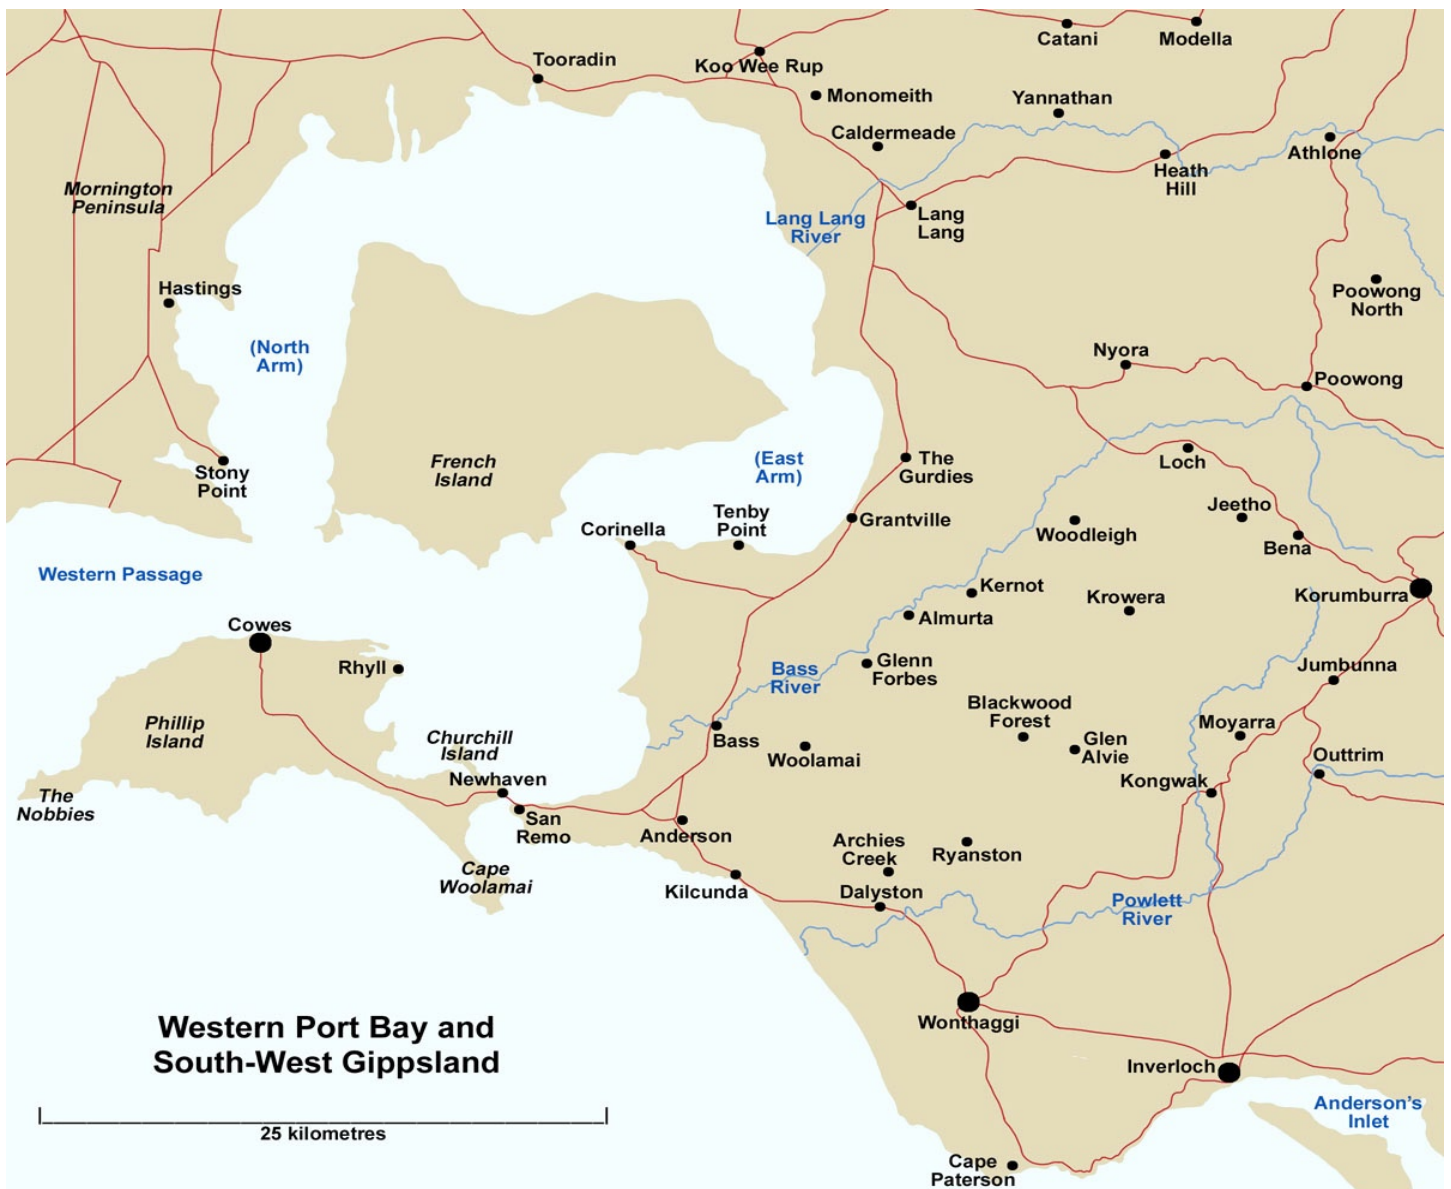 Tooradin
Koo Wee Rup
Catani
Modella
Monomeith
Yannathan
Caldermeade
Athlone
Heath
Hill
Mornington
Peninsula
Lang Lang
River
Lang
Lang
Hastings
Poowong
North
(North
Arm)
Nyora
Poowong
Stony
Point
French
Island
(East
Arm)
The
Gurdies
Loch
Corinella
Tenby
Point
Grantville
Woodleigh
Jeetho
Bena
Western Passage
Kernot
Krowera
Korumburra
Cowes
Almurta
Rhyll
Bass
River
Glenn
Forbes
Jumbunna
Phillip
Island
Churchill
Island
Bass
Woolamai
Blackwood
Forest
Glen
Alvie
Moyarra
Outtrim
The
Nobbies
Newhaven
San
Remo
Kongwak
Anderson
Archies
Creek
Ryanston
Cape
Woolamai
Kilcunda
Dalyston
Powlett
River
Western Port Bay and
South-West Gippsland
Wonthaggi
Inverloch
Anderson's
Inlet
25 kilometres
Cape
Paterson